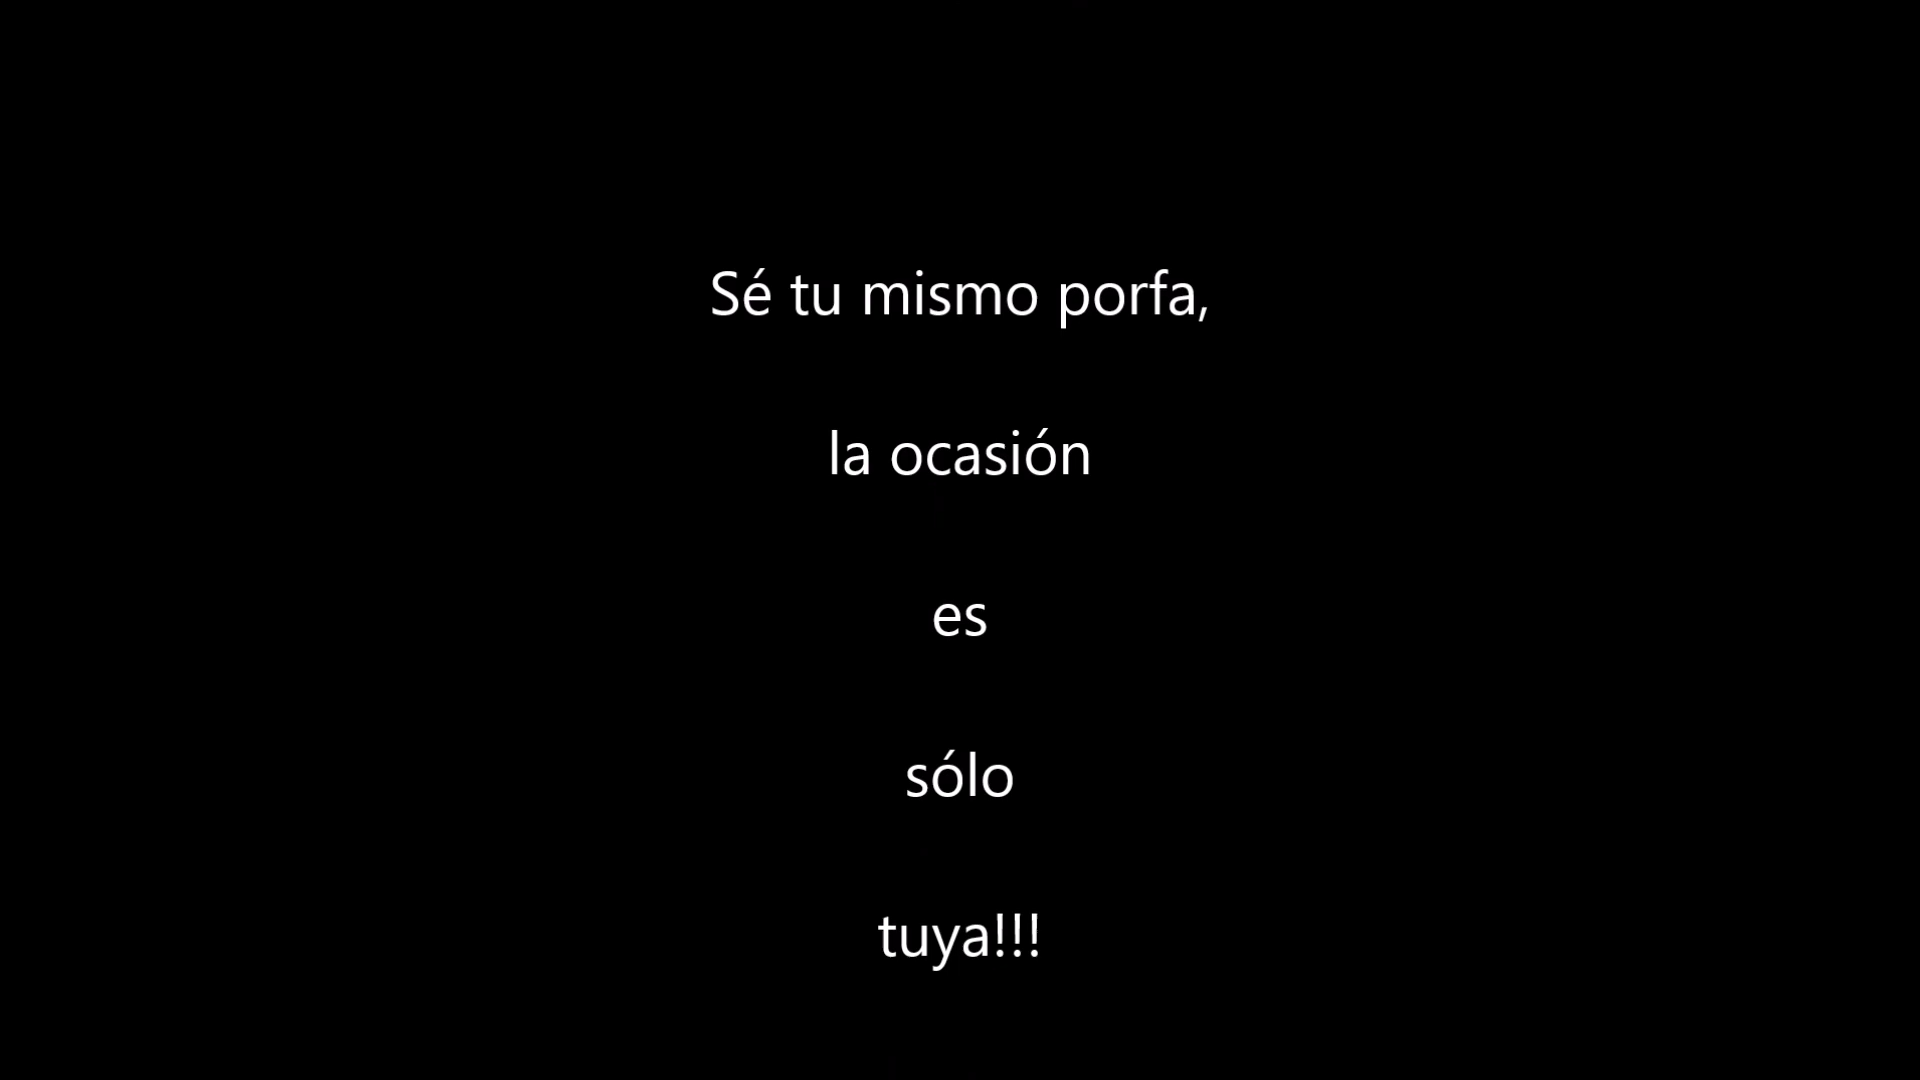 Sé tu mismo porfa,
la ocasión
es
sólo
tuya!!!